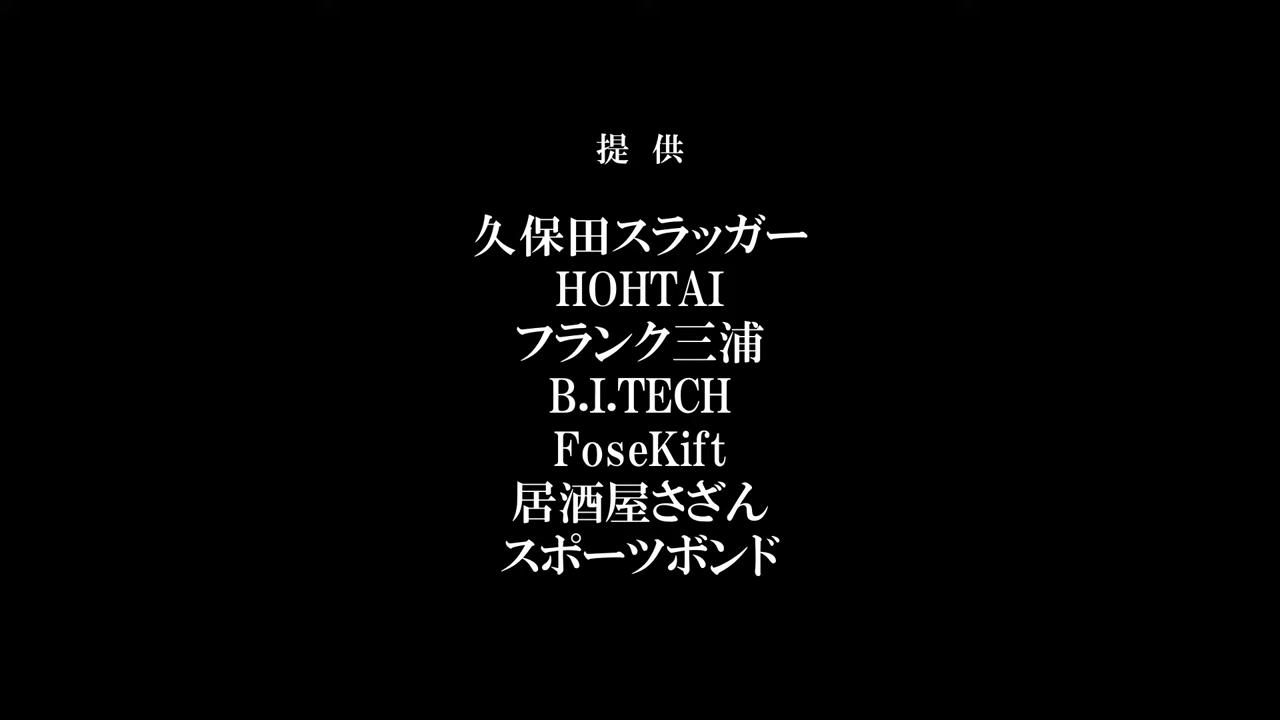 提 供
久保田スラッガー
HOHTAI
フランク三浦
B.I.TECH
FoseKift
居酒屋さざん
スポーツボンド